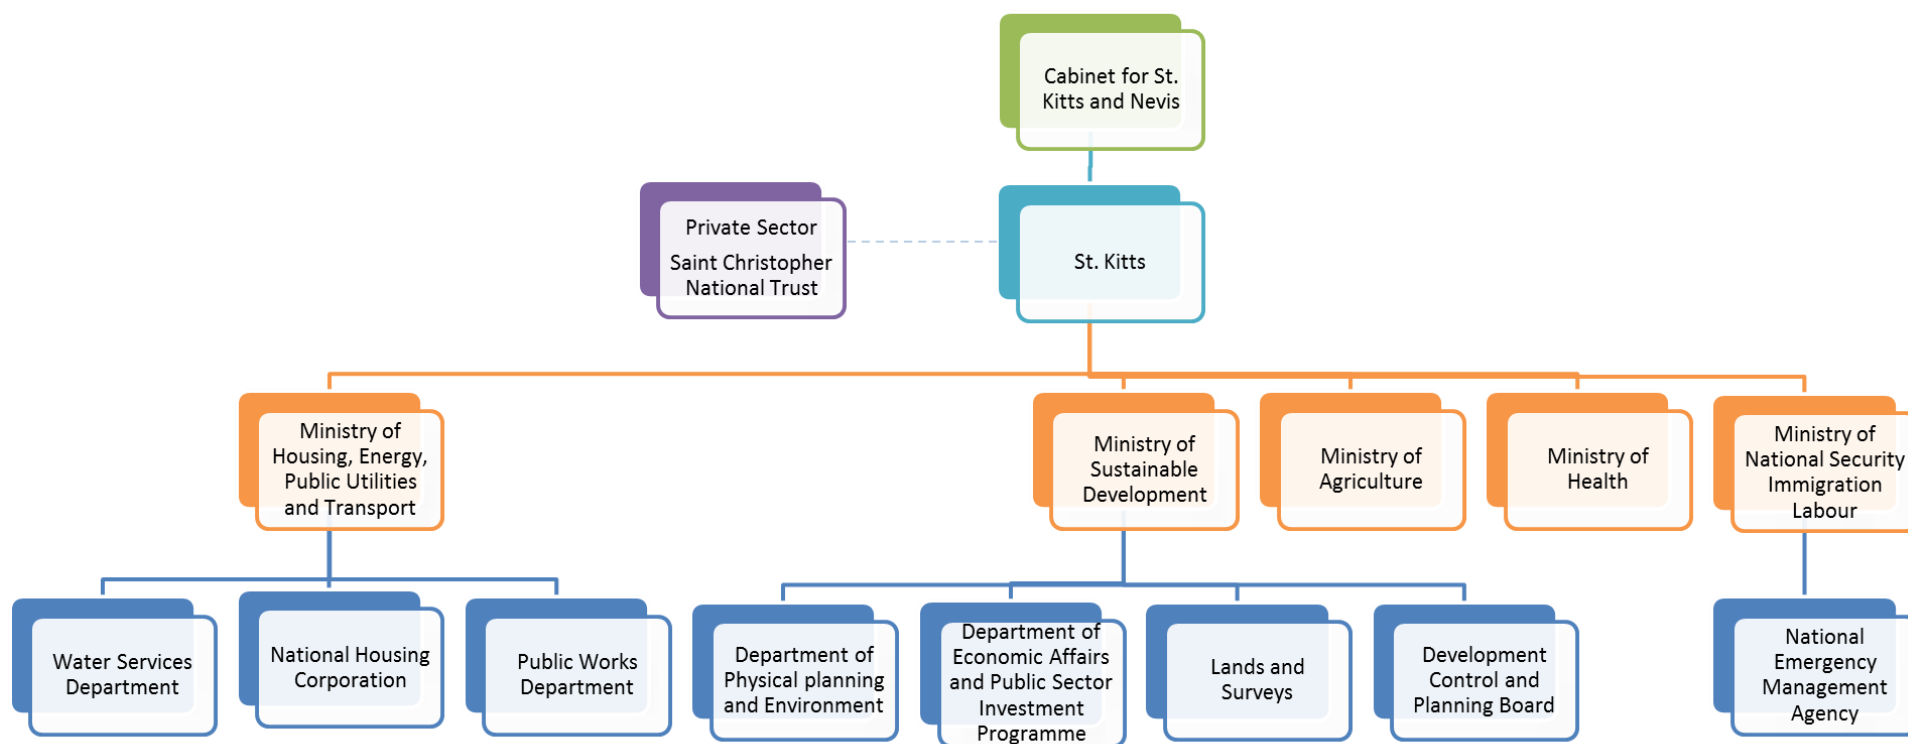 Cabinet for St.
Kitts and Nevis
Private Sector
Saint Christopher
National Trust
St. Kitts
Ministry of
Housing, Energy,
Public Utilities
and Transport
Ministry of
Sustainable
Development
Ministry of
Agriculture
Ministry of
Health
Ministry of
National Security
Immigration
Labour
Water Services
Department
National Housing
Corporation
Public Works
Department
Department of
Physical planning
and Environment
Department of
Economic Affairs
and Public Sector
Investment
Programme
Lands and
Surveys
Development
Control and
Planning Board
National
Emergency
Management
Agency